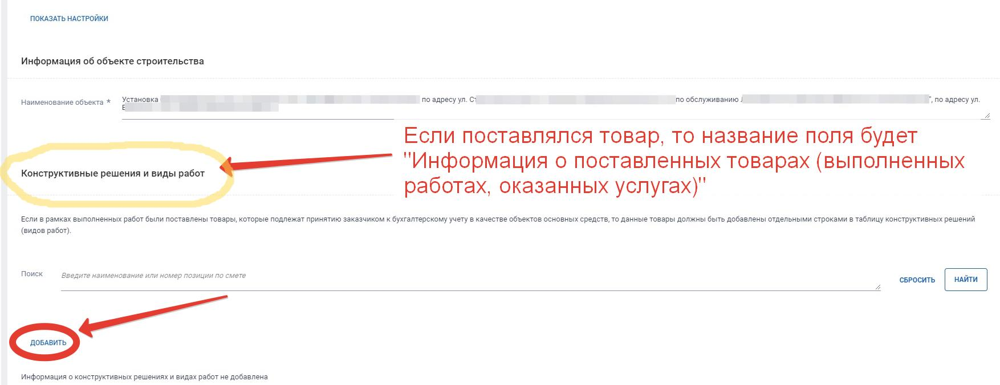 ПОКАЗАТЬ НАСТРОЙКИ
Информация об объекте строительства
Наименование объекта *
Установка по адресу ул. по обслуживанию ", по адресу ул.
Если поставлялся товар, то название поля будет
"Информация о поставленных товарах (выполненных
работах, оказанных услугах)"
Конструктивные решения и виды работ
Если в рамках выполненных работ были поставлены товары, которые подлежат принятию заказчиком к бухгалтерскому учету в качестве объектов основных средств, то данные товары должны быть добавлены отдельными строками в таблицу конструктивных решений
(видов работ).
Поиск
Введите наименование или номер позиции по смете
СБРОСИТЬ
НАЙТИ
ДОБАВИТЬ
Информация о конструктивных решениях и видах работ не добавлена